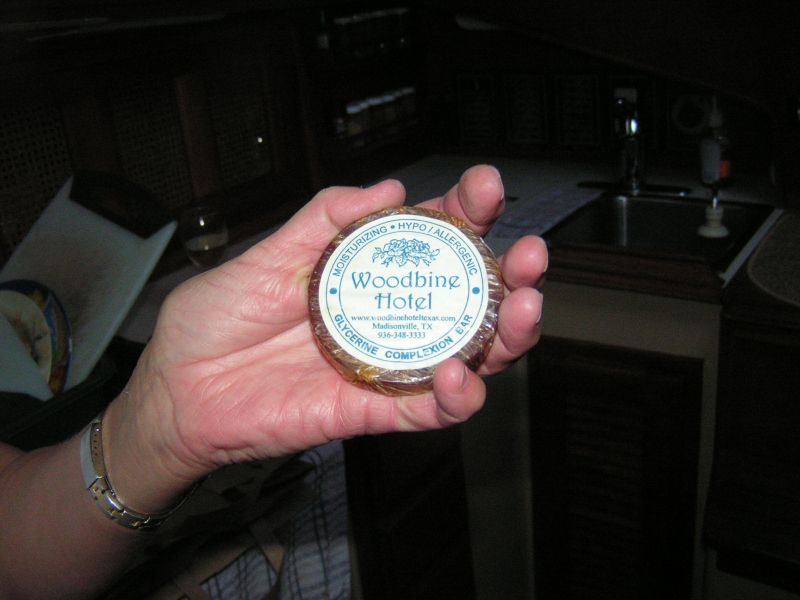 MOISTURIZING • HYPO / ALLERGENIC
Woodbine
Hotel
www.woodbinehoteltexas.com
Madisonville, TX
936-348-3333
GLYCERINE COMPLEXION BAR